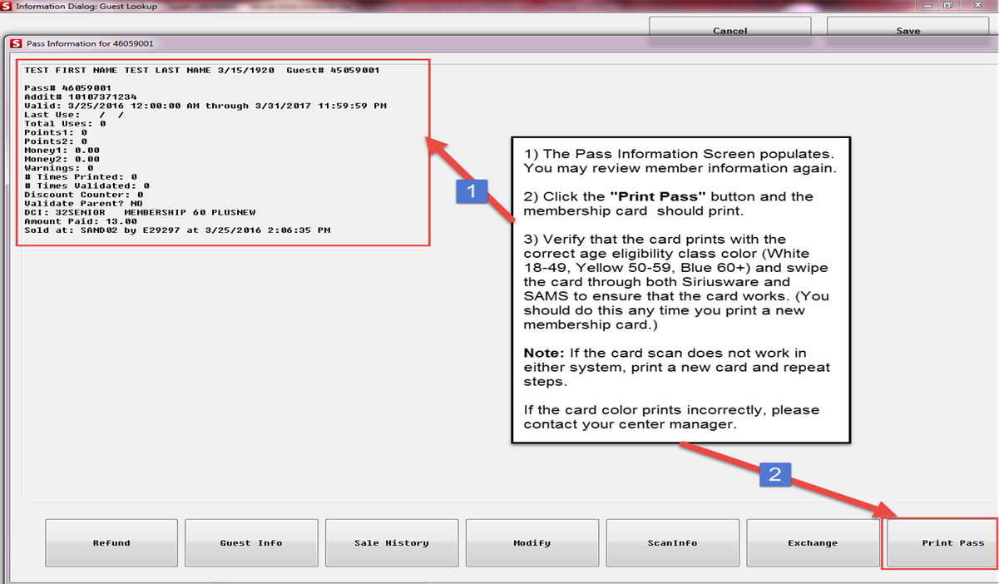 S Information Dialog: Guest Lookup
Cancel
Save
S Pass Information for 46059001
TEST FIRST NAME TEST LAST NAME 3/15/1920  Guest# 45059001
Pass# 46059001
Addit# 10107371234
Valid: 3/25/2016 12:00:00 AM through 3/31/2017 11:59:59 PM
Last Use:   /  /
Total Uses: 0
Points1: 0
Points2: 0
Money1: 0.00
Money2: 0.00
Warnings: 0
# Times Printed: 0
# Times Validated: 0
Discount Counter: 0
Validate Parent? NO
DCI: 32SENIOR   MEMBERSHIP 60 PLUSNEW
Amount Paid: 13.00
Sold at: SAND02 by E29297 at 3/25/2016 2:06:35 PM
1
1) The Pass Information Screen populates.
You may review member information again.
2) Click the "Print Pass" button and the
membership card  should print.
3) Verify that the card prints with the
correct age eligibility class color (White
18-49, Yellow 50-59, Blue 60+) and swipe
the card through both Siriusware and
SAMS to ensure that the card works. (You
should do this any time you print a new
membership card.)
Note: If the card scan does not work in
either system, print a new card and repeat
steps.
If the card color prints incorrectly, please
contact your center manager.
2
Refund
Guest Info
Sale History
Modify
ScanInfo
Exchange
Print Pass